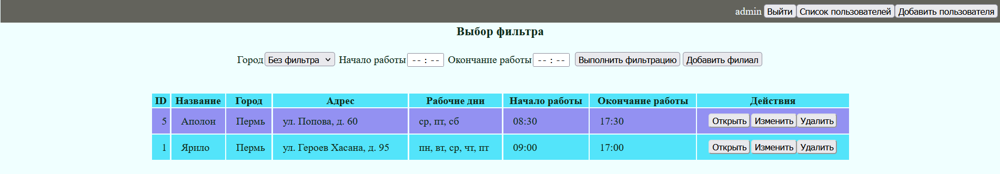 admin Выйти Список пользователей Добавить пользователя
Выбор фильтра
Город Без фильтра Начало работы -- : -- Окончание работы -- : -- Выполнить фильтрацию Добавить филиал
ID Название Город Адрес Рабочие дни Начало работы Окончание работы Действия
5 Аполон Пермь ул. Попова, д. 60 ср, пт, сб 08:30 17:30 Открыть Изменить Удалить
1 Ярило Пермь ул. Героев Хасана, д. 95 пн, вт, ср, чт, пт 09:00 17:00 Открыть Изменить Удалить